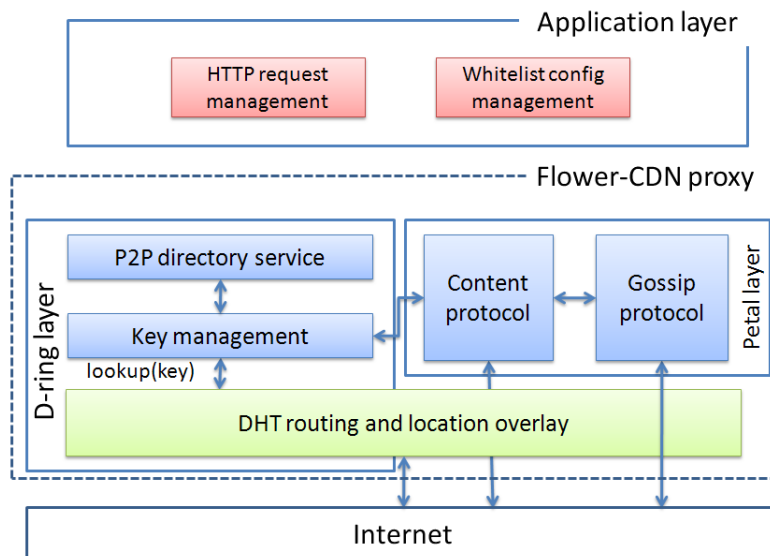 Application layer
HTTP request
management
Whitelist config
management
Flower-CDN proxy
D-ring layer
P2P directory service
Key management
lookup(key)
Content
protocol
Gossip
protocol
Petal layer
DHT routing and location overlay
Internet